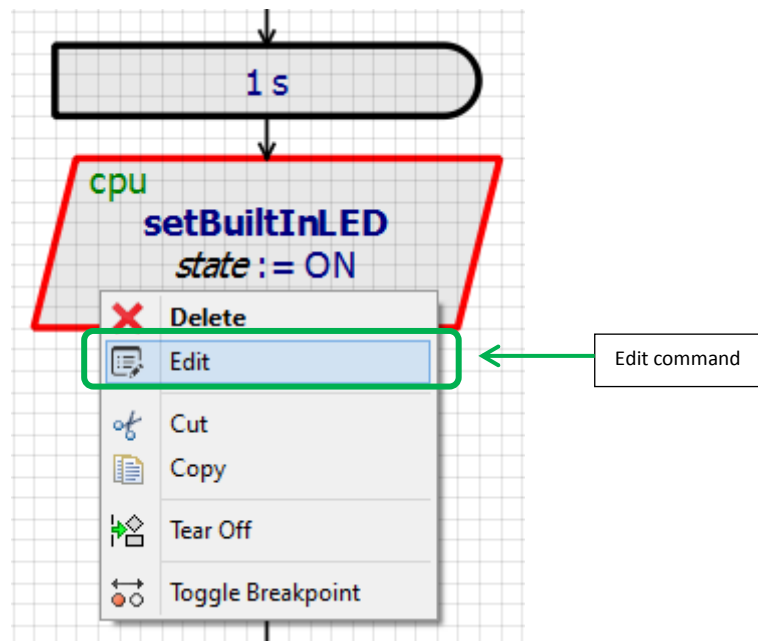 1 s
cpu
setBuiltInLED
state := ON
Delete
Edit
Edit command
Cut
Copy
Tear Off
Toggle Breakpoint